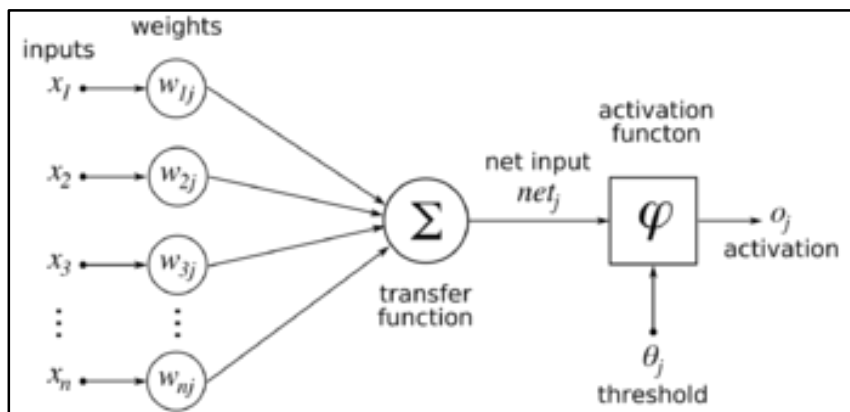 weights
inputs
x₁ w₁ⱼ
activation
functon
x₂ w₂ⱼ
net input
netⱼ
Σ
φ
oⱼ
activation
x₃ w₃ⱼ
transfer
function
⋮ ⋮
θⱼ
threshold
xₙ wₙⱼ